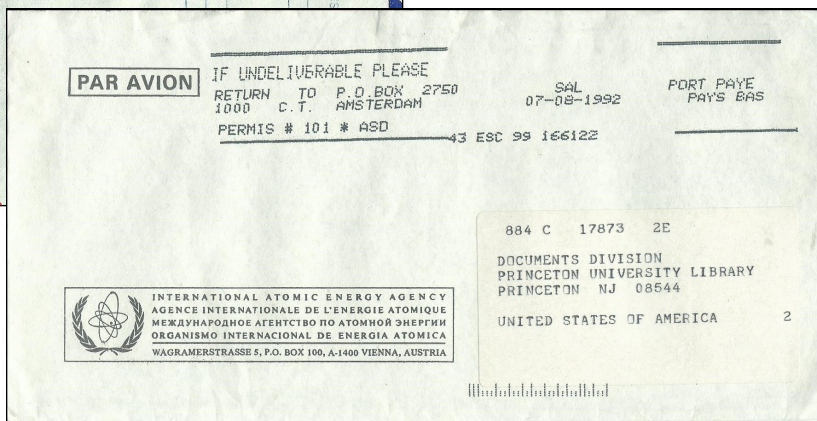 PAR AVION
IF UNDELIVERABLE PLEASE
RETURN TO P.O.BOX 2750
1000 C.T. AMSTERDAM
PERMIS # 101 * ASD
SAL
07-08-1992
PORT PAYE
PAYS BAS
43 ESC 99 166122
884 C 17873 2E
DOCUMENTS DIVISION
PRINCETON UNIVERSITY LIBRARY
PRINCETON NJ 08544
UNITED STATES OF AMERICA 2
INTERNATIONAL ATOMIC ENERGY AGENCY
AGENCE INTERNATIONALE DE L'ENERGIE ATOMIQUE
МЕЖДУНАРОДНОЕ АГЕНТСТВО ПО АТОМНОЙ ЭНЕРГИИ
ORGANISMO INTERNACIONAL DE ENERGIA ATOMICA
WAGRAMERSTRASSE 5, P.O. BOX 100, A-1400 VIENNA, AUSTRIA